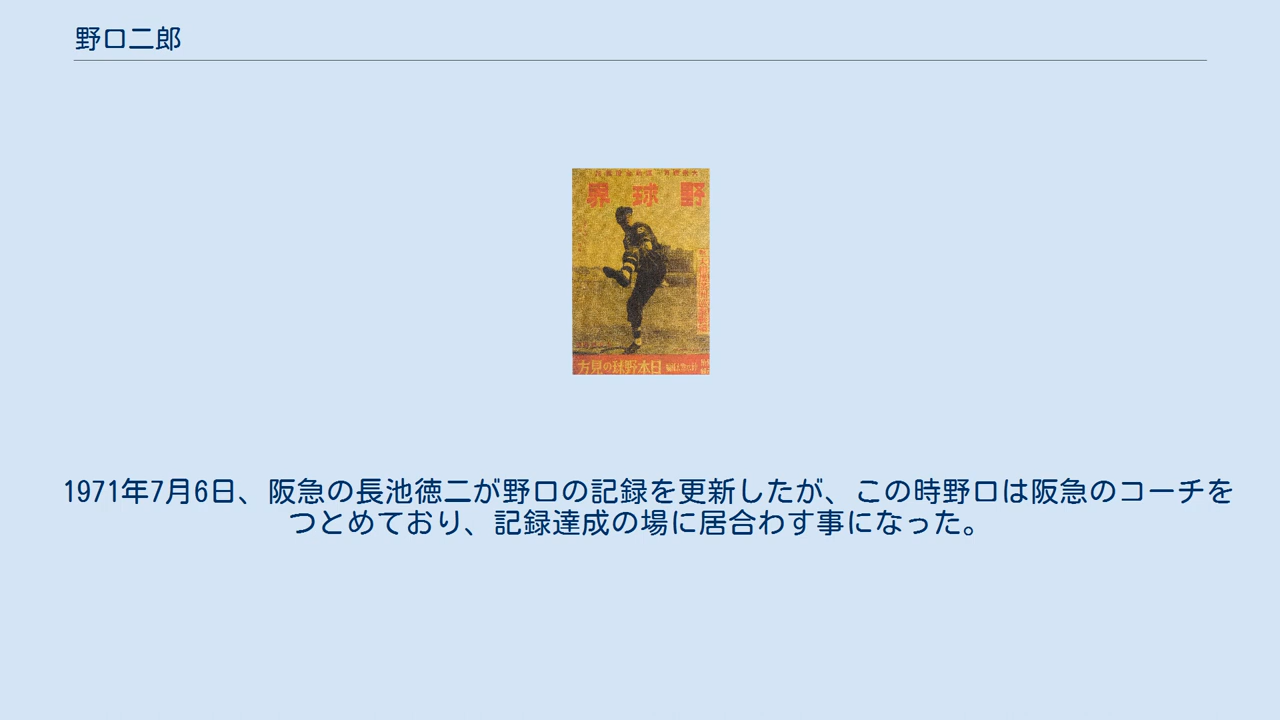 野口二郎
界 球 野
方見の球野本日
1971年7月6日、阪急の長池徳二が野口の記録を更新したが、この時野口は阪急のコーチを
つとめており、記録達成の場に居合わす事になった。